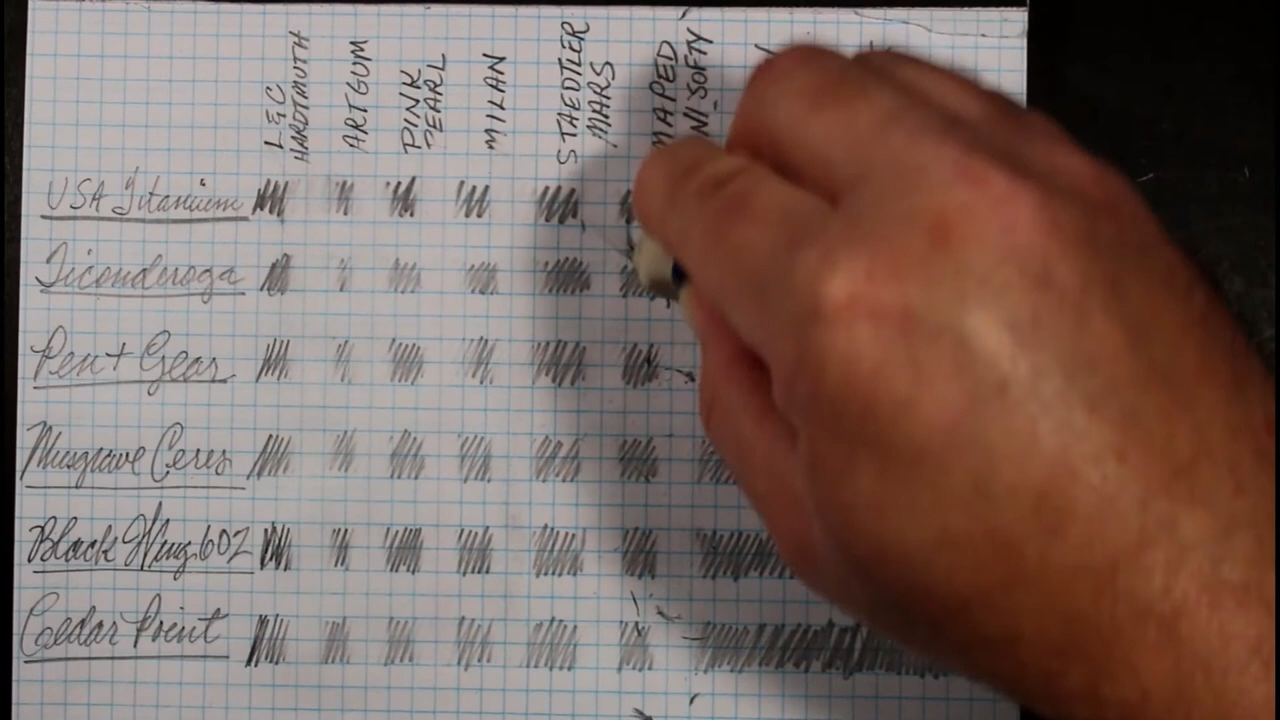 L&C
HARDTMUTH
ARTGUM
PINK
PEARL
MILAN
STAEDTLER
MARS
MAPED
NI-SOFTY
USA Titanium
Ticonderoga
Pen + Gear
Musgrave Ceres
Black Wing 602
Cedar Point